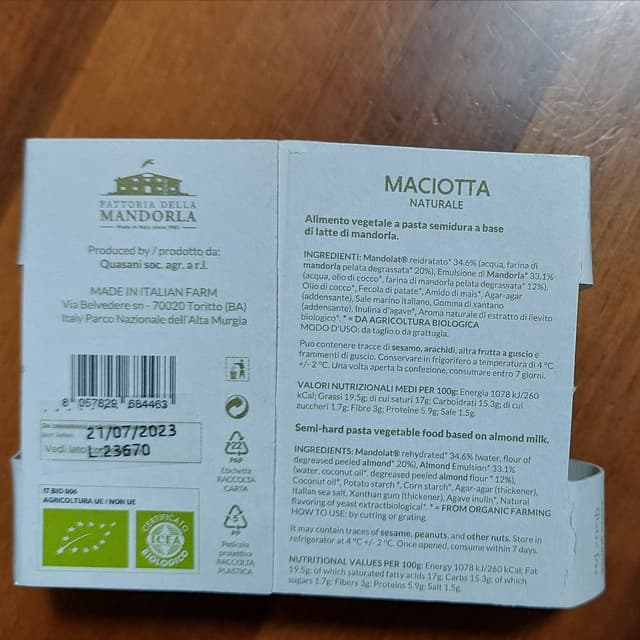 FATTORIA DELLA
MANDORLA
Made in Italy since 1985
Produced by / prodotto da:
Quasani soc. agr. a r.l.
MADE IN ITALIAN FARM
Via Belvedere sn - 70020 Toritto (BA)
Italy Parco Nazionale dell'Alta Murgia
8 057829 684463
21/07/2023
Vedi lato
L.23670
22
PAP
Etichetta
RACCOLTA
CARTA
5
PP
Pellicola
protettiva
RACCOLTA
PLASTICA
IT BIO 006
AGRICOLTURA UE / NON UE
CERTIFICATO
ICEA
BIOLOGICO
MACIOTTA
NATURALE
Alimento vegetale a pasta semidura a base
di latte di mandorla.
INGREDIENTI: Mandolat® reidratato* 34.6% (acqua, farina di
mandorla pelata degrassata* 20%), Emulsione di Mandorla* 33.1%
(acqua, olio di cocco*, farina di mandorla pelata degrassata* 12%),
Olio di cocco*, Fecola di patate*, Amido di mais*, Agar-agar
(addensante), Sale marino italiano, Gomma di xantano
(addensante), Inulina d'agave*, Aroma naturale di estratto di lievito
biologico*. * = DA AGRICOLTURA BIOLOGICA
MODO D'USO: da taglio o da grattugia.
Può contenere tracce di sesamo, arachidi, altra frutta a guscio e
frammenti di guscio. Conservare in frigorifero a temperatura di 4 °C
+/- 2 °C. Una volta aperta la confezione, consumare entro 7 giorni.
VALORI NUTRIZIONALI MEDI PER 100g: Energia 1078 kJ/260
kCal; Grassi 19.5g; di cui saturi 17g; Carboidrati 15.3g; di cui
zuccheri 1.7g; Fibre 3g; Proteine 5.9g; Sale 1.5g.
Semi-hard pasta vegetable food based on almond milk.
INGREDIENTS: Mandolat® rehydrated* 34.6% (water, flour of
degreased peeled almond* 20%), Almond Emulsion* 33.1%
(water, coconut oil*, degreased peeled almond flour * 12%),
Coconut oil*, Potato starch *, Corn starch*, Agar-agar (thickener),
Italian sea salt, Xanthan gum (thickener), Agave inulin*, Natural
flavoring of yeast extractbiological*. * = FROM ORGANIC FARMING
HOW TO USE: by cutting or grating.
It may contain traces of sesame, peanuts, and other nuts. Store in
refrigerator at 4 °C +/- 2 °C. Once opened, consume within 7 days.
NUTRITIONAL VALUES PER 100g: Energy 1078 kJ/260 kCal; Fat
19.5g; of which saturated fatty acids 17g; Carbs 15.3g; of which
sugars 1.7g; Fibers 3g; Proteins 5.9g; Salt 1.5g.